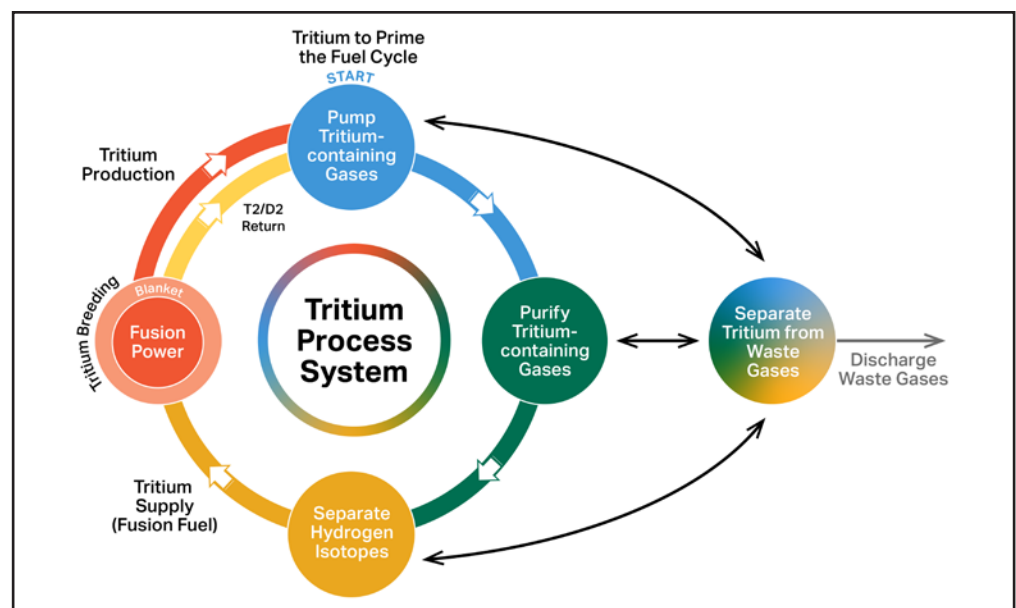 Tritium to Prime
the Fuel Cycle
START
Pump
Tritium-
containing
Gases
Tritium
Production
T2/D2
Return
Tritium Breeding
Blanket
Fusion
Power
Tritium
Process
System
Purify
Tritium-
containing
Gases
Separate
Tritium from
Waste
Gases
Discharge
Waste Gases
Tritium
Supply
(Fusion Fuel)
Separate
Hydrogen
Isotopes